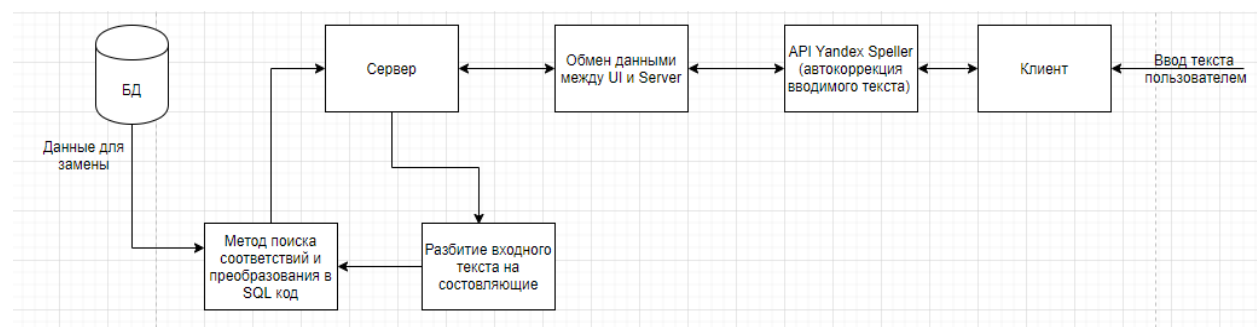 БД
Сервер
Обмен данными
между UI и Server
API Yandex Speller
(автокоррекция
вводимого текста)
Клиент
Ввод текста
пользователем
Данные для
замены
Метод поиска
соответствий и
преобразования в
SQL код
Разбитие входного
текста на
состовляющие